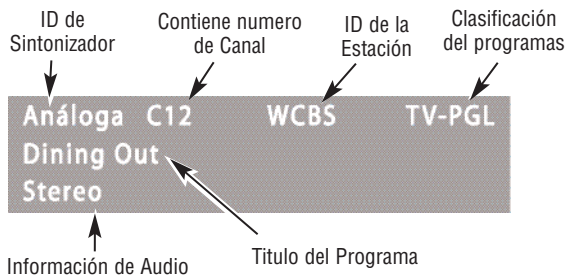 ID de Sintonizador
Contiene numero de Canal
ID de la Estación
Clasificación del programas
Análoga C12 WCBS TV-PGL
Dining Out
Stereo
Información de Audio
Titulo del Programa